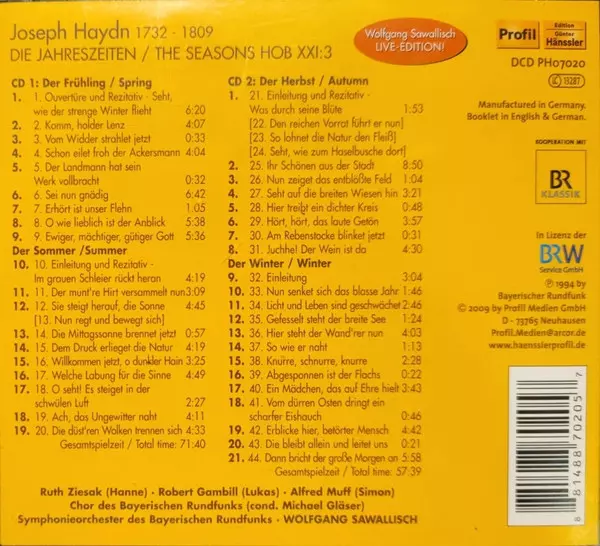 Joseph Haydn 1732 - 1809
DIE JAHRESZEITEN / THE SEASONS HOB XXI:3
Wolfgang Sawallisch
LIVE-EDITION!
Profil
Edition
Günter
Hänssler
DCD PH07020
LC 13287
Manufactured in Germany.
Booklet in English & German.
KOOPERATION MIT
BR
KLASSIK
In Lizenz der
BRW
Service GmbH
℗ 1994 by
Bayerischer Rundfunk
© 2009 by Profil Medien GmbH
D - 73765 Neuhausen
Profil.Medien@arcor.de
www.haensslerprofil.de
CD 1: Der Frühling / Spring
1. 1. Ouvertüre und Rezitativ - Seht,
wie der strenge Winter flieht 6:20
2. 2. Komm, holder Lenz 4:07
3. 3. Vom Widder strahlet jetzt 0:33
4. 4. Schon eilet froh der Ackersmann 4:04
5. 5. Der Landmann hat sein
Werk vollbracht 0:32
6. 6. Sei nun gnädig 6:42
7. 7. Erhört ist unser Flehn 1:05
8. 8. O wie lieblich ist der Anblick 5:38
9. 9. Ewiger, mächtiger, gütiger Gott 5:36
Der Sommer /Summer
10. 10. Einleitung und Rezitativ -
Im grauen Schleier rückt heran 4:19
11. 11. Der munt're Hirt versammelt nun 3:09
12. 12. Sie steigt herauf, die Sonne 4:45
[13. Nun regt und bewegt sich]
13. 14. Die Mittagssonne brennet jetzt 0:57
14. 15. Dem Druck erlieget die Natur 4:19
15. 16. Willkommen jetzt, o dunkler Hain 3:25
16. 17. Welche Labung für die Sinne 4:49
17. 18. O seht! Es steiget in der
schwülen Luft 2:27
18. 19. Ach, das Ungewitter naht 4:11
19. 20. Die düst'ren Wolken trennen sich 4:33
Gesamtspielzeit / Total time: 71:40
CD 2: Der Herbst / Autumn
1. 21. Einleitung und Rezitativ -
Was durch seine Blüte 1:53
[22. Den reichen Vorrat führt er nun]
[23. So lohnet die Natur den Fleiß]
[24. Seht, wie zum Haselbusche dort]
2. 25. Ihr Schönen aus der Stadt 8:50
3. 26. Nun zeiget das entblößte Feld 1:04
4. 27. Seht auf die breiten Wiesen hin 3:21
5. 28. Hier treibt ein dichter Kreis 0:48
6. 29. Hört, hört, das laute Getön 3:57
7. 30. Am Rebenstocke blinket jetzt 0:31
8. 31. Juchhe! Der Wein ist da 4:30
Der Winter / Winter
9. 32. Einleitung 3:04
10. 33. Nun senket sich das blasse Jahr 1:46
11. 34. Licht und Leben sind geschwächet 2:46
12. 35. Gefesselt steht der breite See 1:24
13. 36. Hier steht der Wand'rer nun 4:03
14. 37. So wie er naht 1:13
15. 38. Knurre, schnurre, knurre 2:28
16. 39. Abgesponnen ist der Flachs 0:22
17. 40. Ein Mädchen, das auf Ehre hielt 3:43
18. 41. Vom dürren Osten dringt ein
scharfer Eishauch 0:46
19. 42. Erblicke hier, betörter Mensch 4:42
20. 43. Die bleibt allein und leitet uns 0:21
21. 44. Dann bricht der große Morgen an 5:58
Gesamtspielzeit / Total time: 57:39
Ruth Ziesak (Hanne) · Robert Gambill (Lukas) · Alfred Muff (Simon)
Chor des Bayerischen Rundfunks (cond. Michael Gläser)
Symphonieorchester des Bayerischen Rundfunks · WOLFGANG SAWALLISCH
8 81488 70205 7